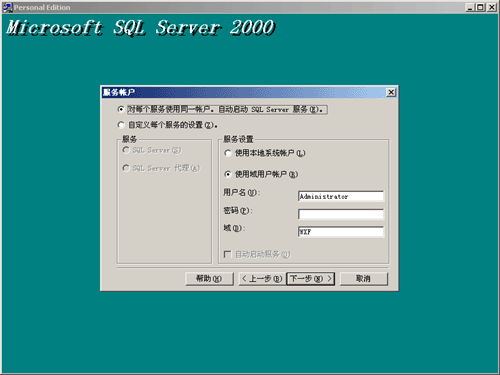 Personal Edition
Microsoft SQL Server 2000
服务帐户
对每个服务使用同一帐户。自动启动 SQL Server 服务(E)。
自定义每个服务的设置(Z)。
服务
SQL Server(S)
SQL Server 代理(A)
服务设置
使用本地系统帐户(L)
使用域用户帐户(R)
用户名(U):
Administrator
密码(P):
域(D):
WXF
自动启动服务(O)
帮助(H)
< 上一步(B)
下一步(N) >
取消